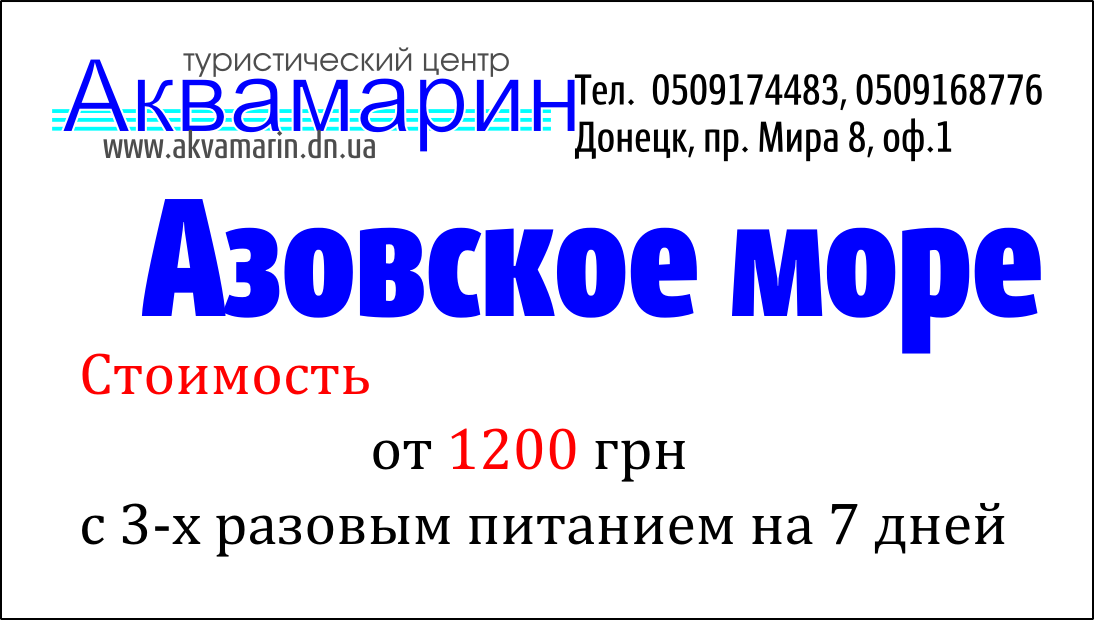 туристический центр
Аквамарин
www.akvamarin.dn.ua
Тел. 0509174483, 0509168776
Донецк, пр. Мира 8, оф.1
Азовское море
Стоимость
от 1200 грн
с 3-х разовым питанием на 7 дней